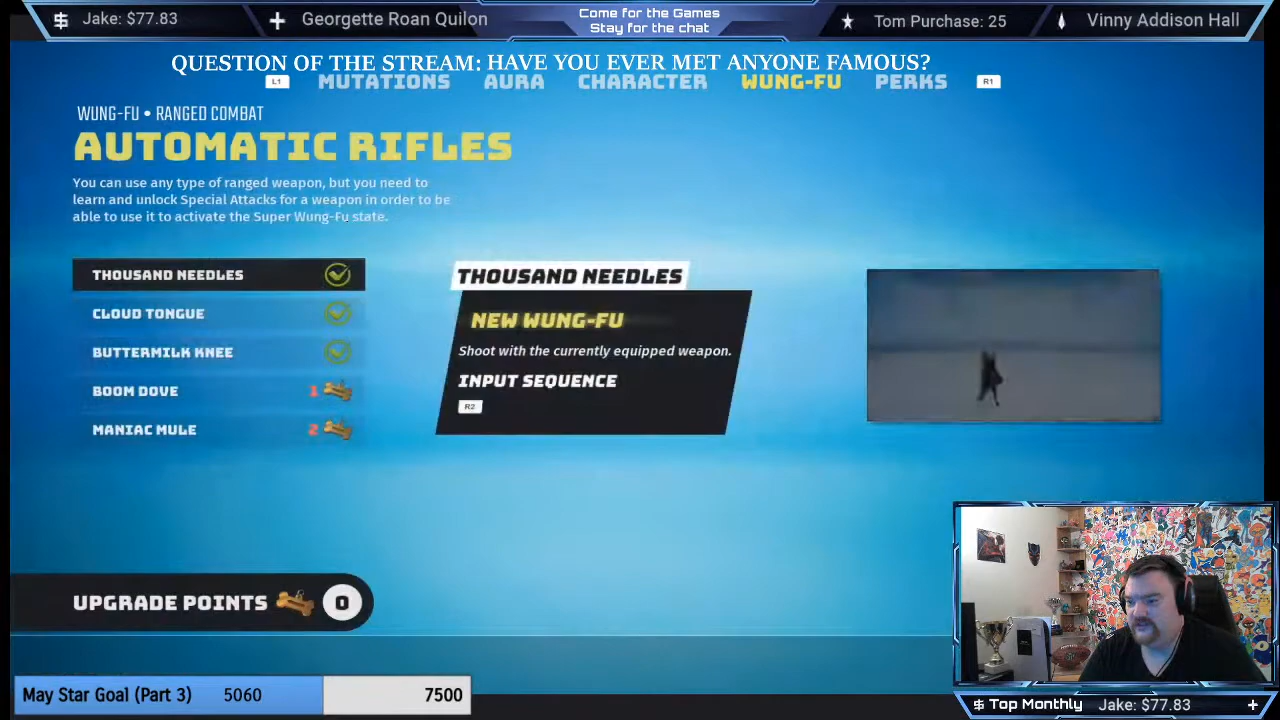 Jake: $77.83
Georgette Roan Quilon
Come for the Games
Stay for the chat
Tom Purchase: 25
Vinny Addison Hall
QUESTION OF THE STREAM: HAVE YOU EVER MET ANYONE FAMOUS?
L1 MUTATIONS AURA CHARACTER WUNG-FU PERKS R1
WUNG-FU • RANGED COMBAT
AUTOMATIC RIFLES
You can use any type of ranged weapon, but you need to
learn and unlock Special Attacks for a weapon in order to be
able to use it to activate the Super Wung-Fu state.
THOUSAND NEEDLES
CLOUD TONGUE
BUTTERMILK KNEE
BOOM DOVE 1
MANIAC MULE 2
THOUSAND NEEDLES
NEW WUNG-FU
Shoot with the currently equipped weapon.
INPUT SEQUENCE
R2
UPGRADE POINTS 0
May Star Goal (Part 3) 5060 7500
Top Monthly Jake: $77.83